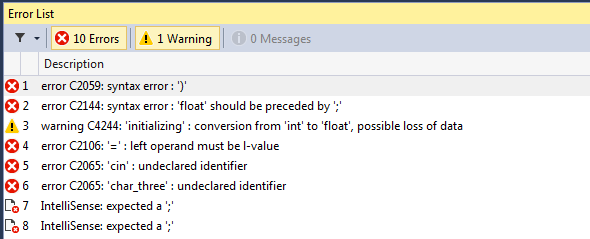 Error List
10 Errors 1 Warning 0 Messages
Description
1 error C2059: syntax error : ')'
2 error C2144: syntax error : 'float' should be preceded by ';'
3 warning C4244: 'initializing' : conversion from 'int' to 'float', possible loss of data
4 error C2106: '=' : left operand must be l-value
5 error C2065: 'cin' : undeclared identifier
6 error C2065: 'char_three' : undeclared identifier
7 IntelliSense: expected a ';'
8 IntelliSense: expected a ';'